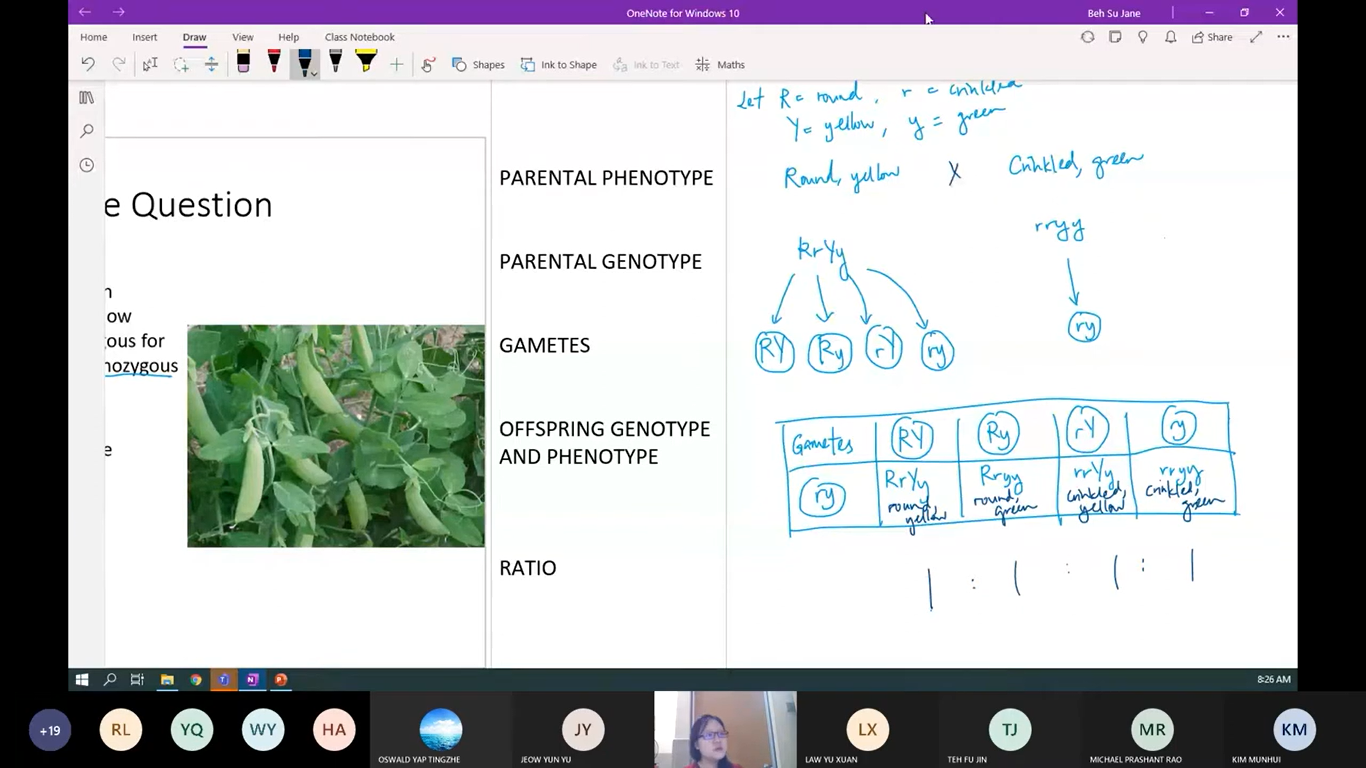 OneNote for Windows 10
Beh Su Jane
Home Insert Draw View Help Class Notebook
Share
Shapes Ink to Shape Ink to Text Maths
e Question
n
ow
ous for
nozygous
e
PARENTAL PHENOTYPE
PARENTAL GENOTYPE
GAMETES
OFFSPRING GENOTYPE
AND PHENOTYPE
RATIO
Let R = round, r = crinkled
Y = yellow, y = green
Round, yellow X Crinkled, green
RrYy rryy
RY Ry rY ry ry
Gametes RY Ry rY ry
ry RrYy Rryy rrYy rryy
round yellow round, green crinkled, yellow crinkled, green
1 : 1 : 1 : 1
8:26 AM
+19 RL YQ WY HA JY LX TJ MR KM
OSWALD YAP TINGZHE JEOW YUN YU LAW YU XUAN TEH FU JIN MICHAEL PRASHANT RAO KIM MUNHUI